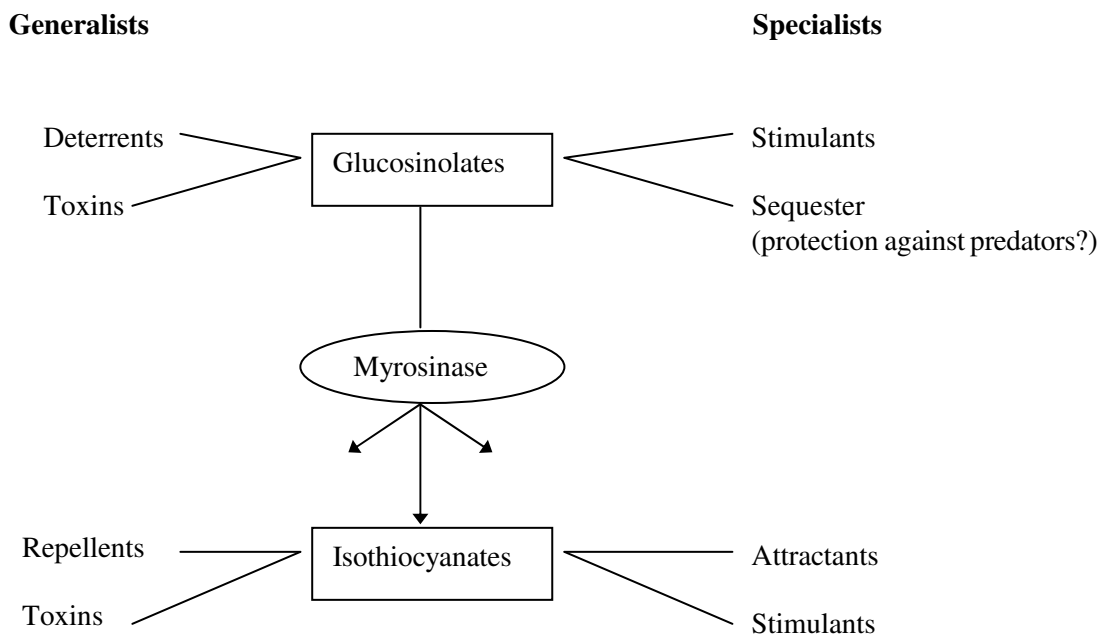 Generalists
Specialists
Deterrents
Glucosinolates
Stimulants
Toxins
Sequester
(protection against predators?)
Myrosinase
Repellents
Isothiocyanates
Attractants
Toxins
Stimulants